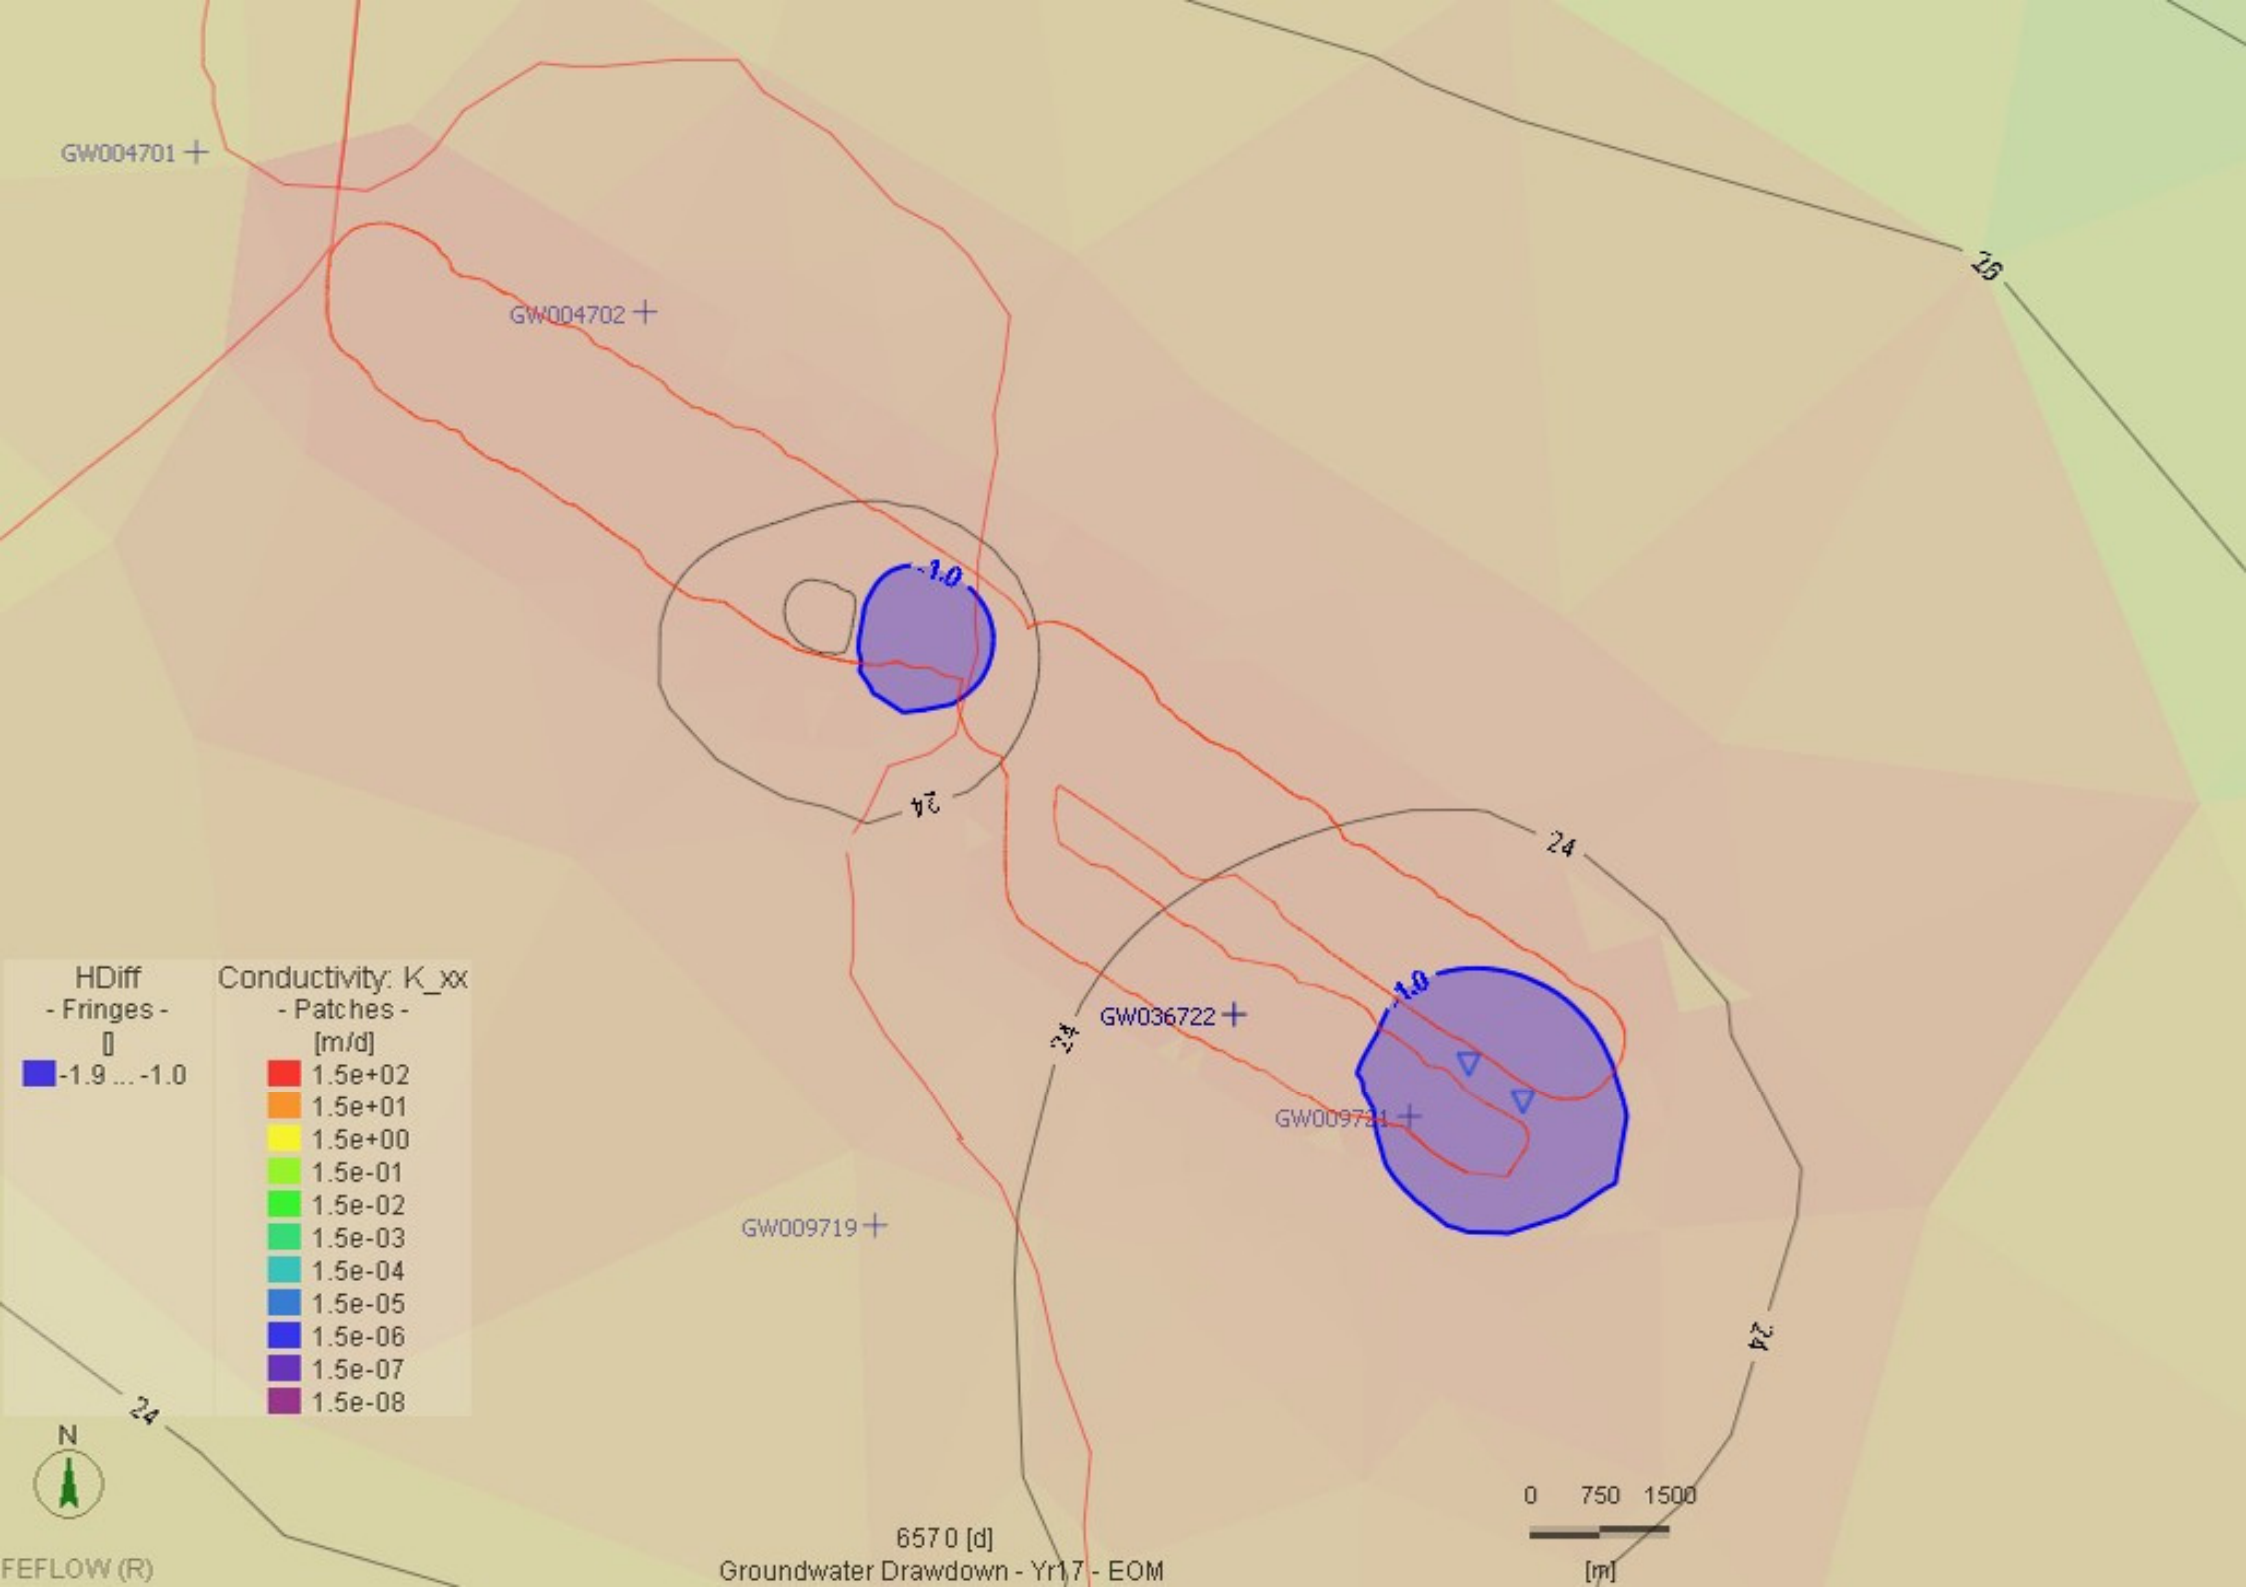 26
GW004701
GW004702
-1.0
24
24
-1.0
GW036722
24
GW009721
GW009719
24
24
HDiff
- Fringes -
[]
-1.9 ... -1.0
Conductivity: K_xx
- Patches -
[m/d]
1.5e+02
1.5e+01
1.5e+00
1.5e-01
1.5e-02
1.5e-03
1.5e-04
1.5e-05
1.5e-06
1.5e-07
1.5e-08
N
0 750 1500
[m]
6570 [d]
Groundwater Drawdown - Yr17 - EOM
FEFLOW (R)